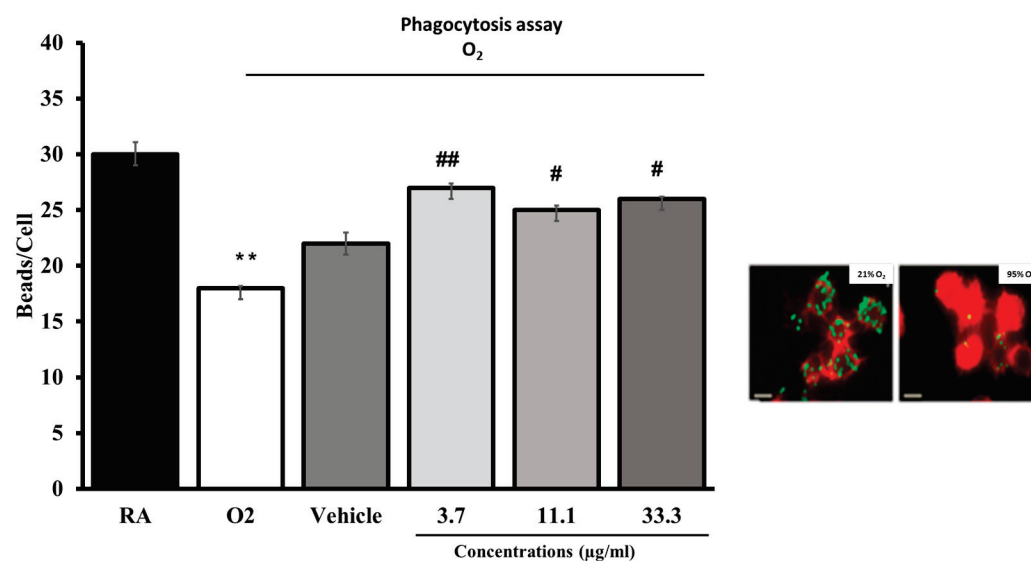 Phagocytosis assay
O₂
40
35
30
25
20
15
10
5
0
Beads/Cell
**
##
#
#
RA O2 Vehicle 3.7 11.1 33.3
Concentrations (µg/ml)
21% O₂
95% O